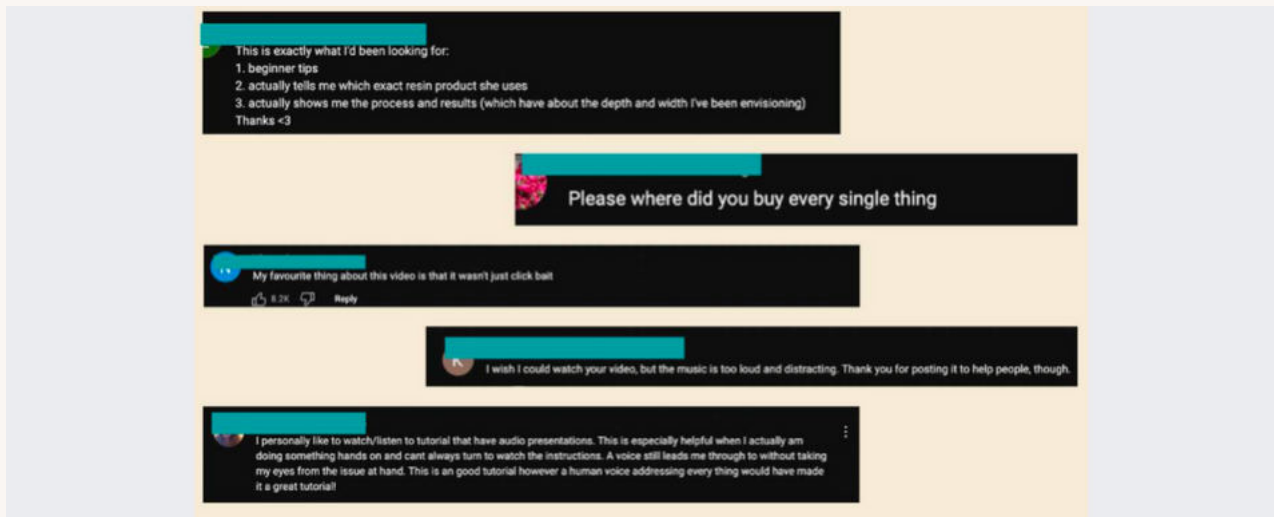 This is exactly what I'd been looking for:
1. beginner tips
2. actually tells me which exact resin product she uses
3. actually shows me the process and results (which have about the depth and width I've been envisioning)
Thanks <3
Please where did you buy every single thing
My favourite thing about this video is that it wasn't just click bait
8.2K Reply
I wish I could watch your video, but the music is too loud and distracting. Thank you for posting it to help people, though.
I personally like to watch/listen to tutorial that have audio presentations. This is especially helpful when I actually am
doing something hands on and cant always turn to watch the instructions. A voice still leads me through to without taking
my eyes from the issue at hand. This is an good tutorial however a human voice addressing every thing would have made
it a great tutorial!